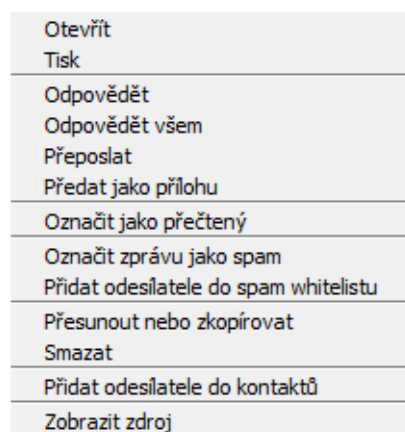 Otevřít
Tisk
Odpovědět
Odpovědět všem
Přeposlat
Předat jako přílohu
Označit jako přečtený
Označit zprávu jako spam
Přidat odesílatele do spam whitelistu
Přesunout nebo zkopírovat
Smazat
Přidat odesílatele do kontaktů
Zobrazit zdroj